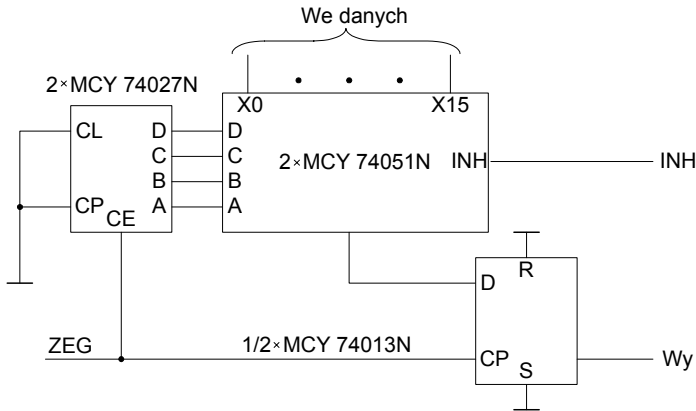 We danych
2×MCY 74027N
X0 X15
CL D D
C C 2×MCY 74051N INH INH
B B
CP A A
CE
R
D
ZEG 1/2×MCY 74013N CP Wy
S